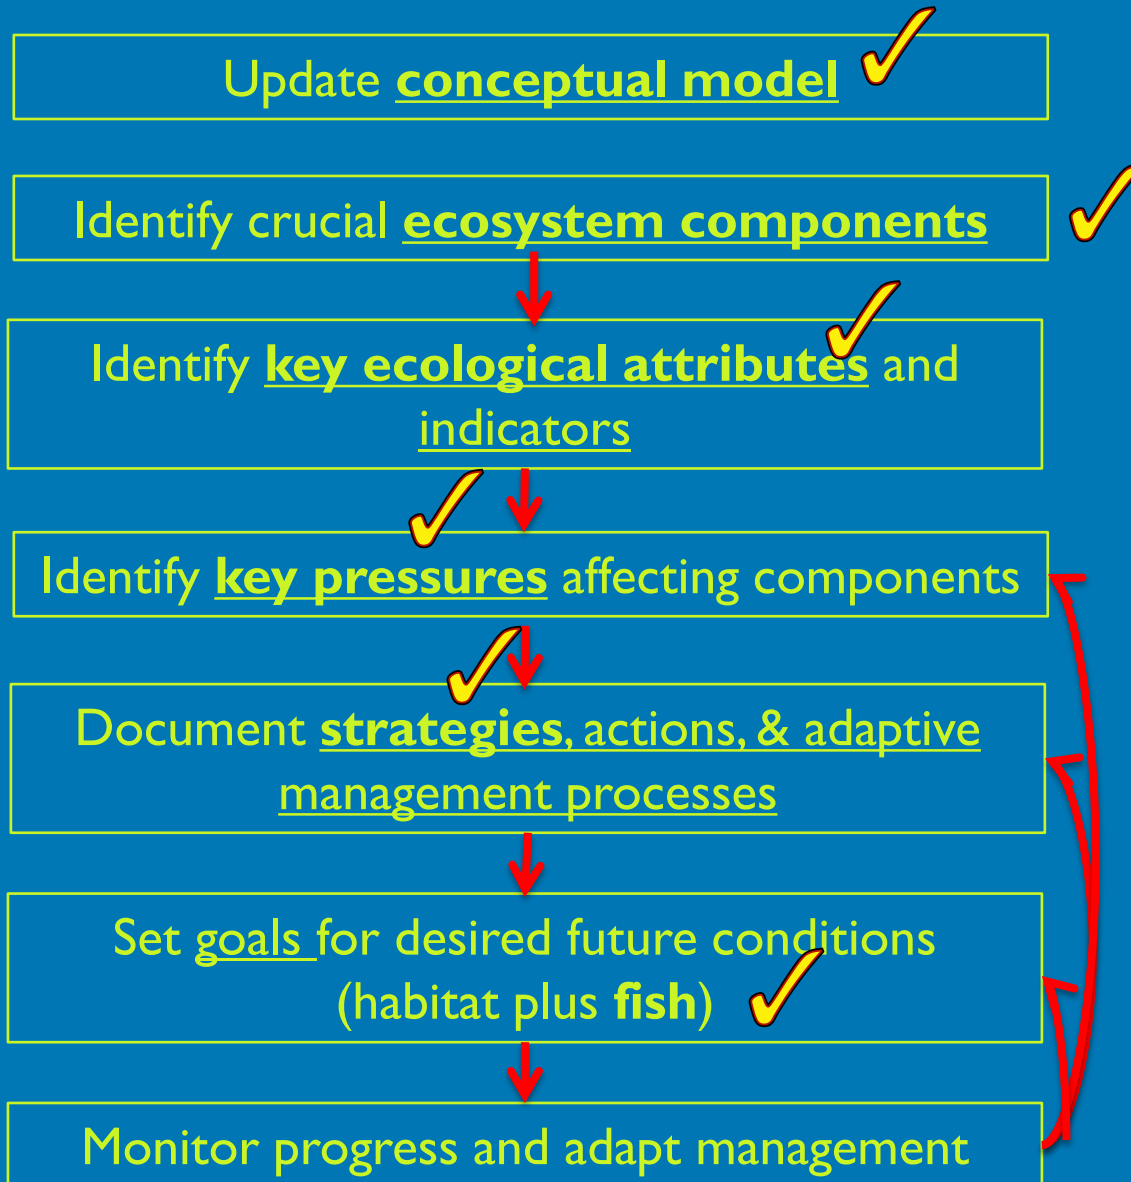 Update conceptual model
Identify crucial ecosystem components
Identify key ecological attributes and
indicators
Identify key pressures affecting components
Document strategies, actions, & adaptive
management processes
Set goals for desired future conditions
(habitat plus fish)
Monitor progress and adapt management